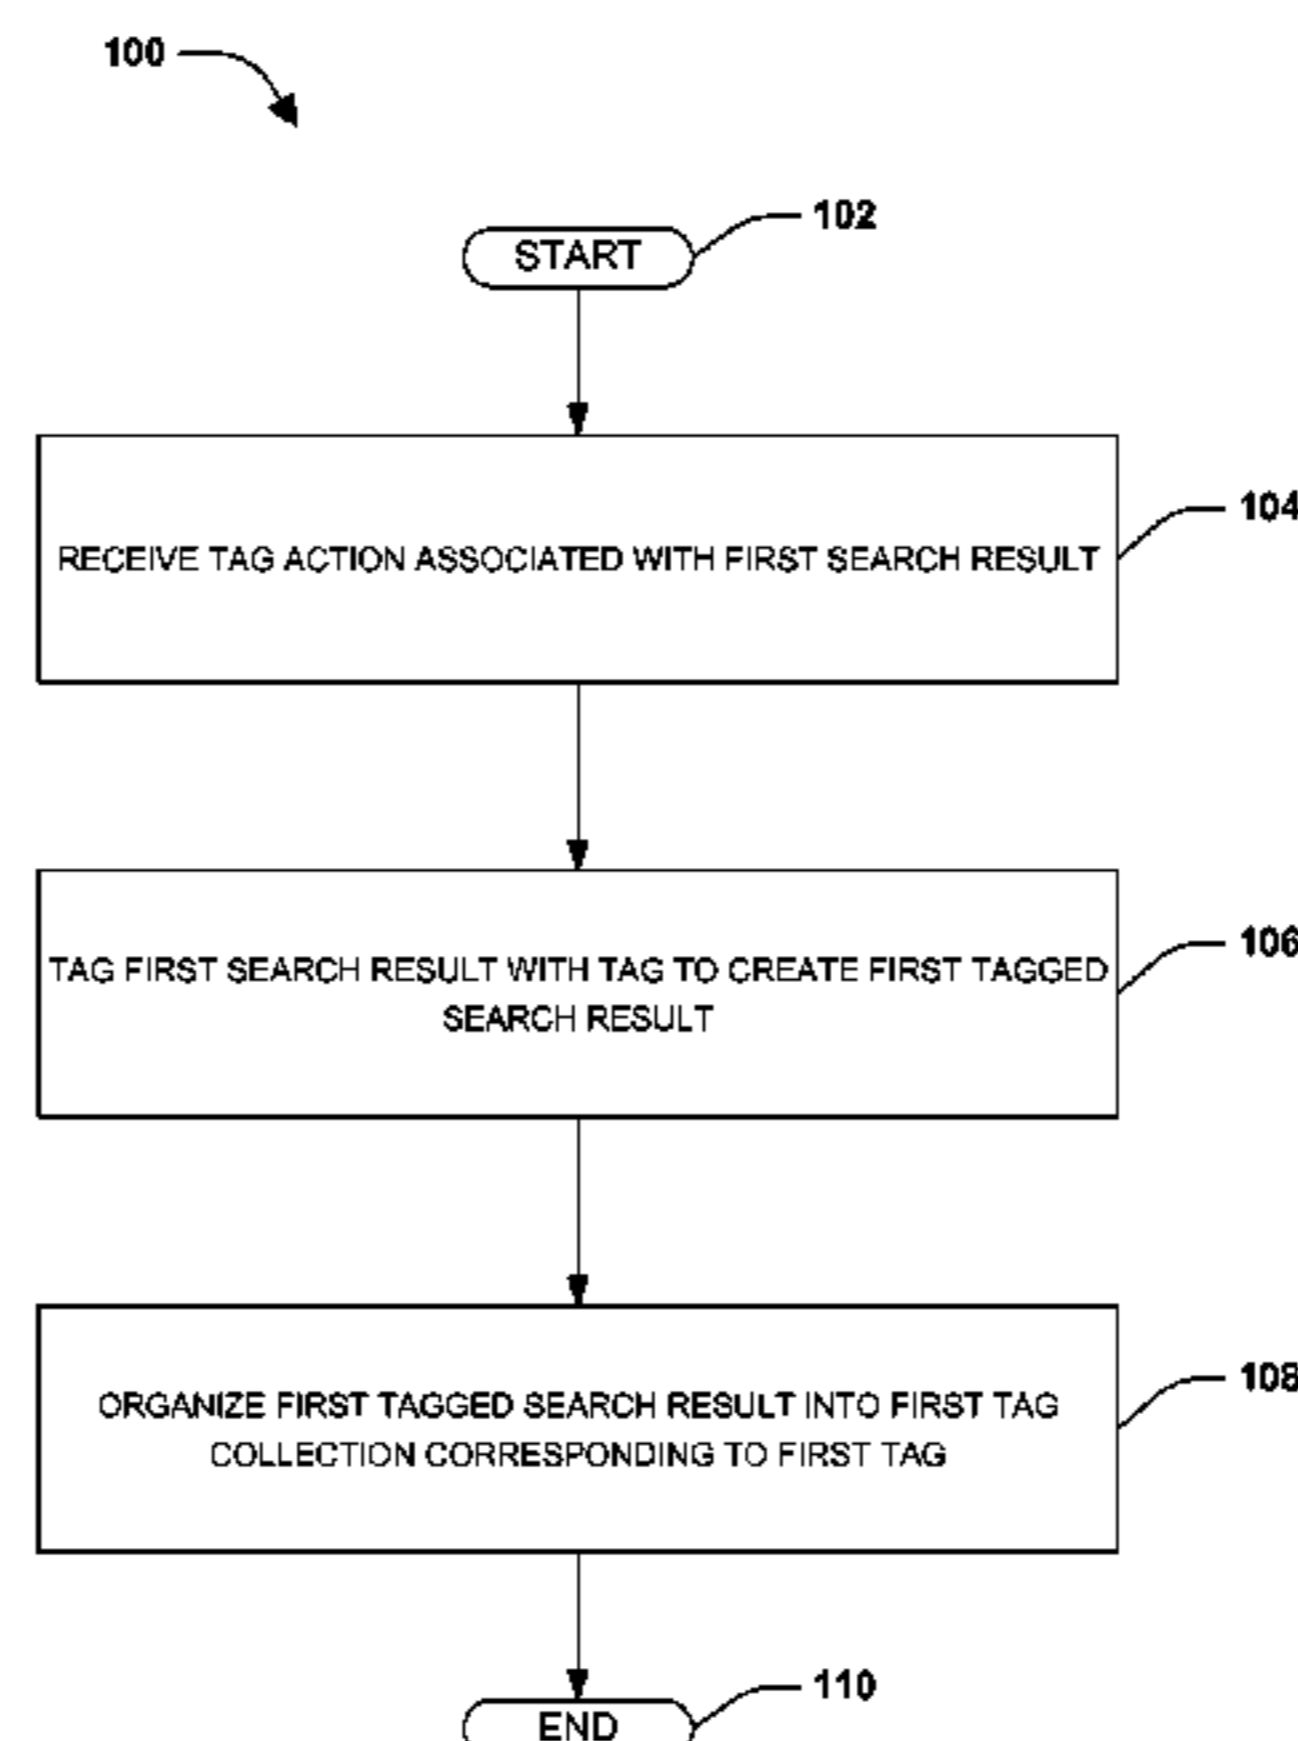 100
102
START
104
RECEIVE TAG ACTION ASSOCIATED WITH FIRST SEARCH RESULT
106
TAG FIRST SEARCH RESULT WITH TAG TO CREATE FIRST TAGGED
SEARCH RESULT
108
ORGANIZE FIRST TAGGED SEARCH RESULT INTO FIRST TAG
COLLECTION CORRESPONDING TO FIRST TAG
110
END